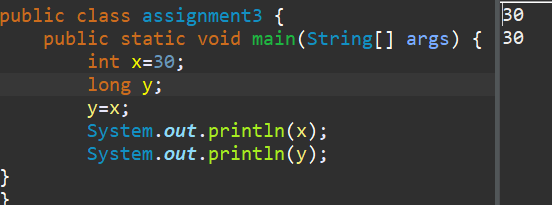 public class assignment3 {
    public static void main(String[] args) {
        int x=30;
        long y;
        y=x;
        System.out.println(x);
        System.out.println(y);
}
}
30
30